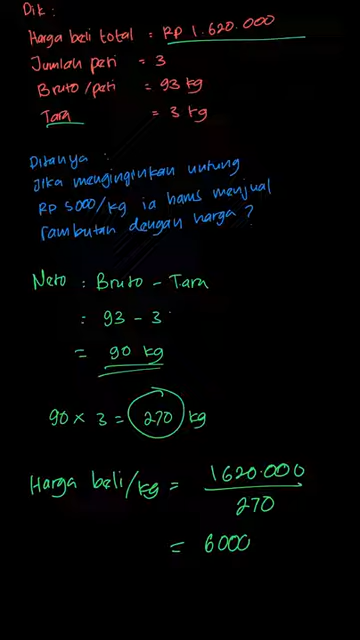 Dik:
Harga beli total = RP 1.620.000
Jumlah peti = 3
Bruto/peti = 93 kg
Tara = 3 kg
Ditanya :
Jika menginginkan untung
RP 5000/kg ia harus menjual
rambutan dengan harga?
Neto : Bruto - Tara
= 93 - 3
= 90 kg
90 × 3 = 270 kg
Harga beli/kg = 1620.000
270
= 6000